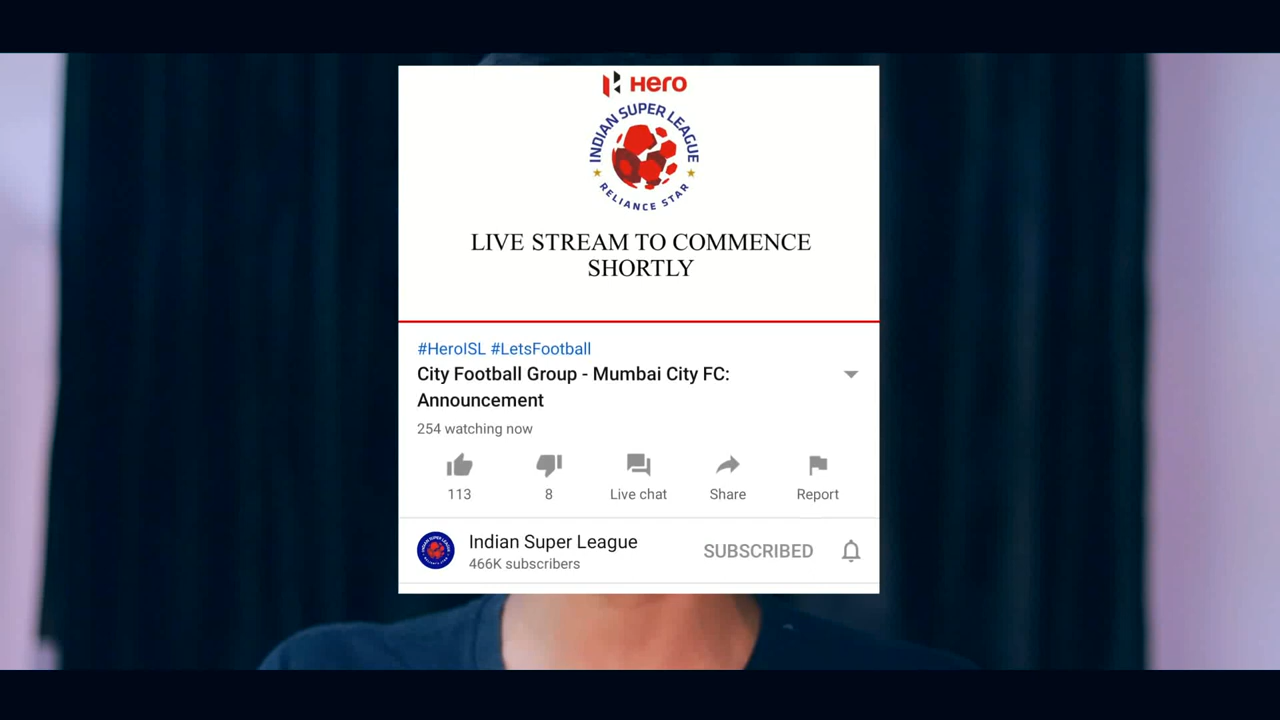 Hero
INDIAN SUPER LEAGUE
RELIANCE STAR
LIVE STREAM TO COMMENCE
SHORTLY
#HeroISL #LetsFootball
City Football Group - Mumbai City FC:
Announcement
254 watching now
113
8
Live chat
Share
Report
Indian Super League
466K subscribers
SUBSCRIBED